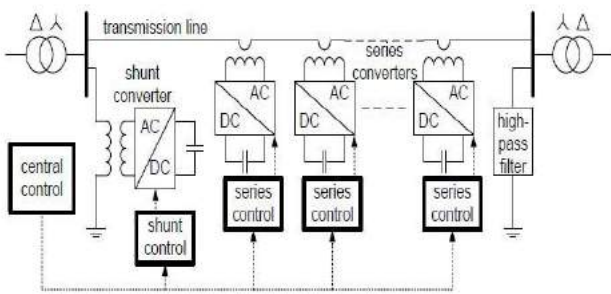 Δ
transmission line
Δ
shunt
converter
series
converters
AC
DC
AC
DC
AC
DC
AC
DC
high-
pass
filter
central
control
shunt
control
series
control
series
control
series
control